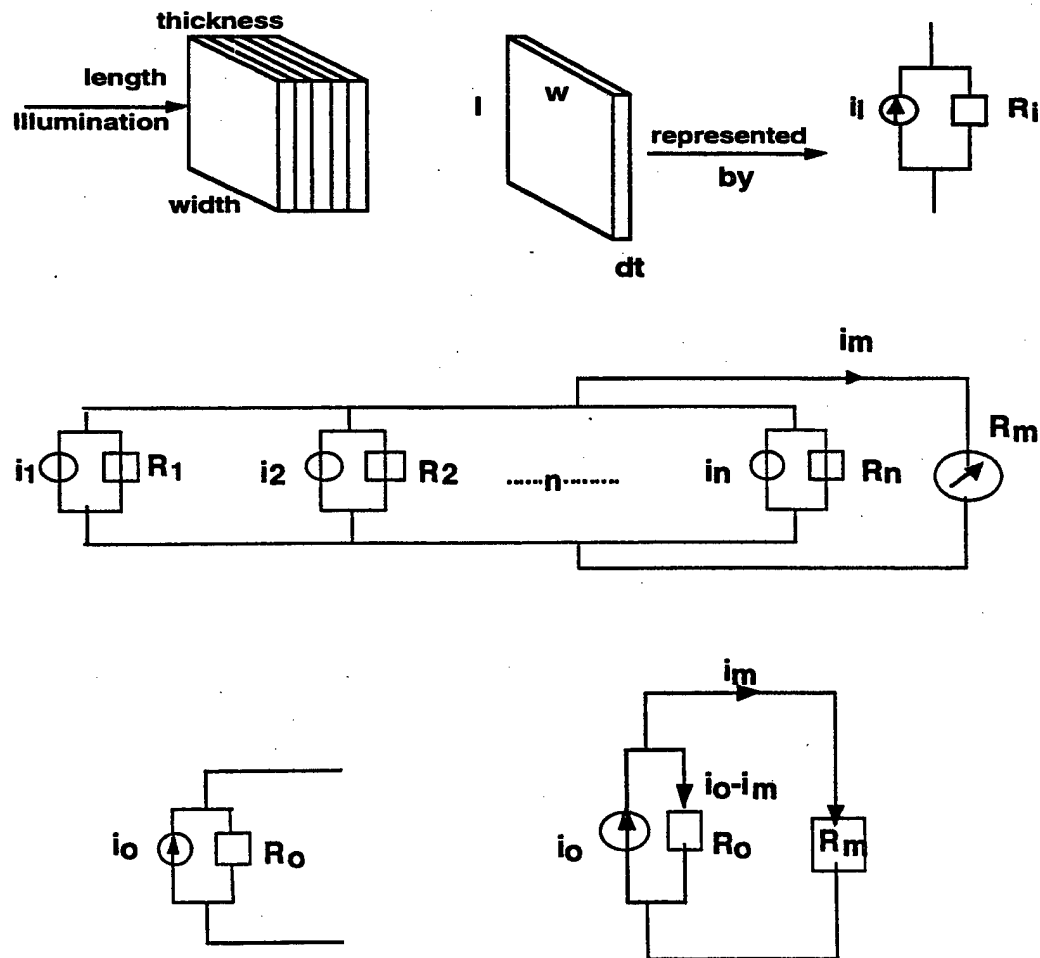 thickness
length
Illumination
width
l
w
dt
represented
by
ii
Ri
im
i1
R1
i2
R2
......n.........
in
Rn
Rm
io
Ro
im
io-im
io
Ro
Rm